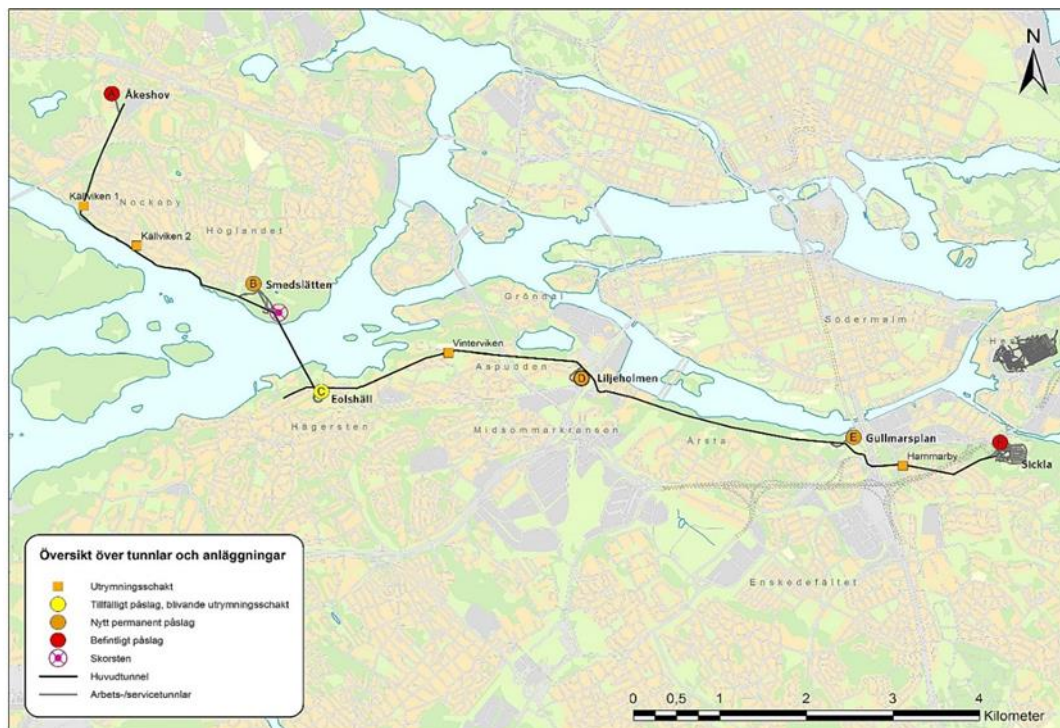 N
A
Åkeshov
Källviken 1
Nockeby
Källviken 2
Höglandet
B
Smedslätten
Gröndal
Södermalm
Vinterviken
Aspudden
D
Liljeholmen
C
Eolshäll
Hägersten
Midsommarkransen
Årsta
E
Gullmarsplan
Hammarby
Sickla
Enskedefältet
Översikt över tunnlar och anläggningar
Utrymningsschakt
Tillfälligt påslag, blivande utrymningsschakt
Nytt permanent påslag
Befintligt påslag
Skorsten
Huvudtunnel
Arbets-/servicetunnlar
0 0,5 1 2 3 4
Kilometer